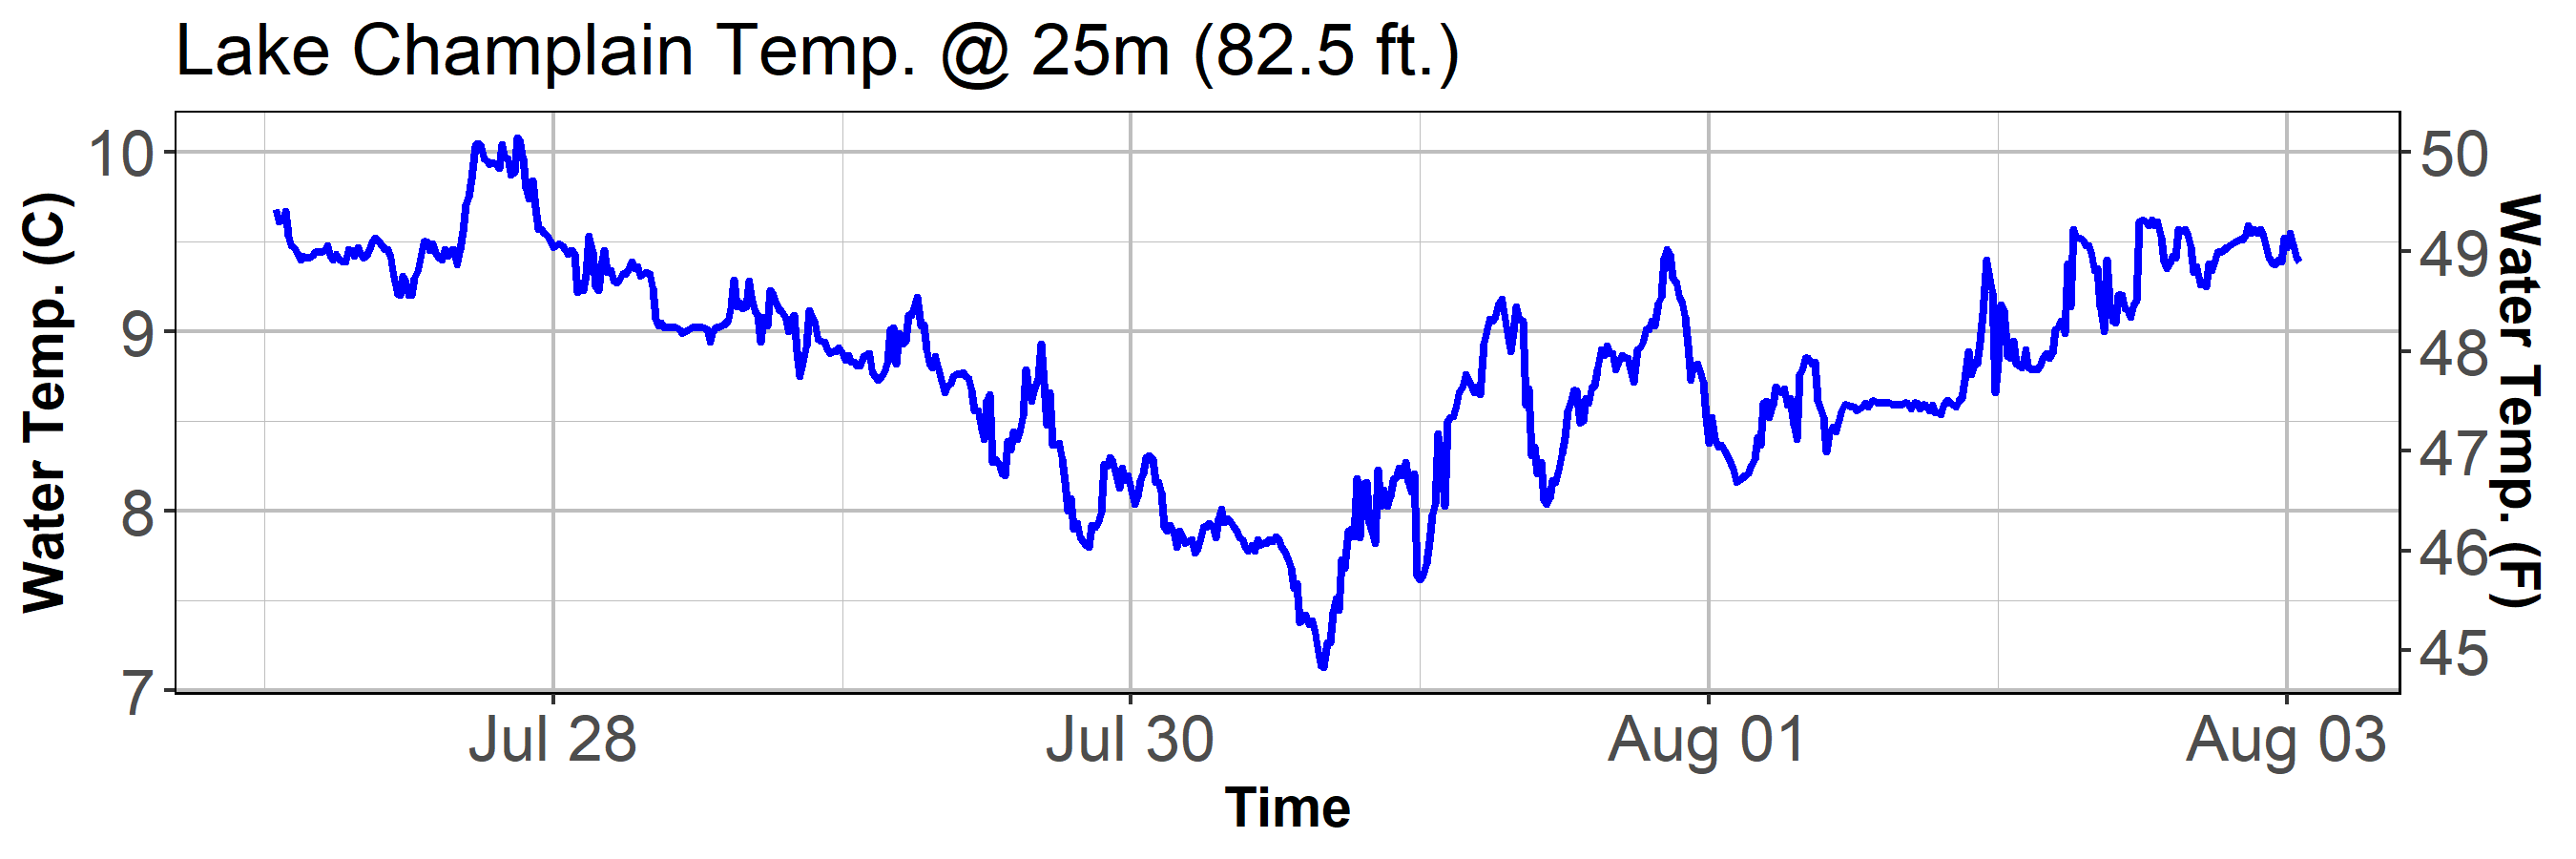 Lake Champlain Temp. @ 25m (82.5 ft.)
Water Temp. (C)
10
9
8
7
50
49
48
47
46
45
Water Temp. (F)
Jul 28
Jul 30
Aug 01
Aug 03
Time